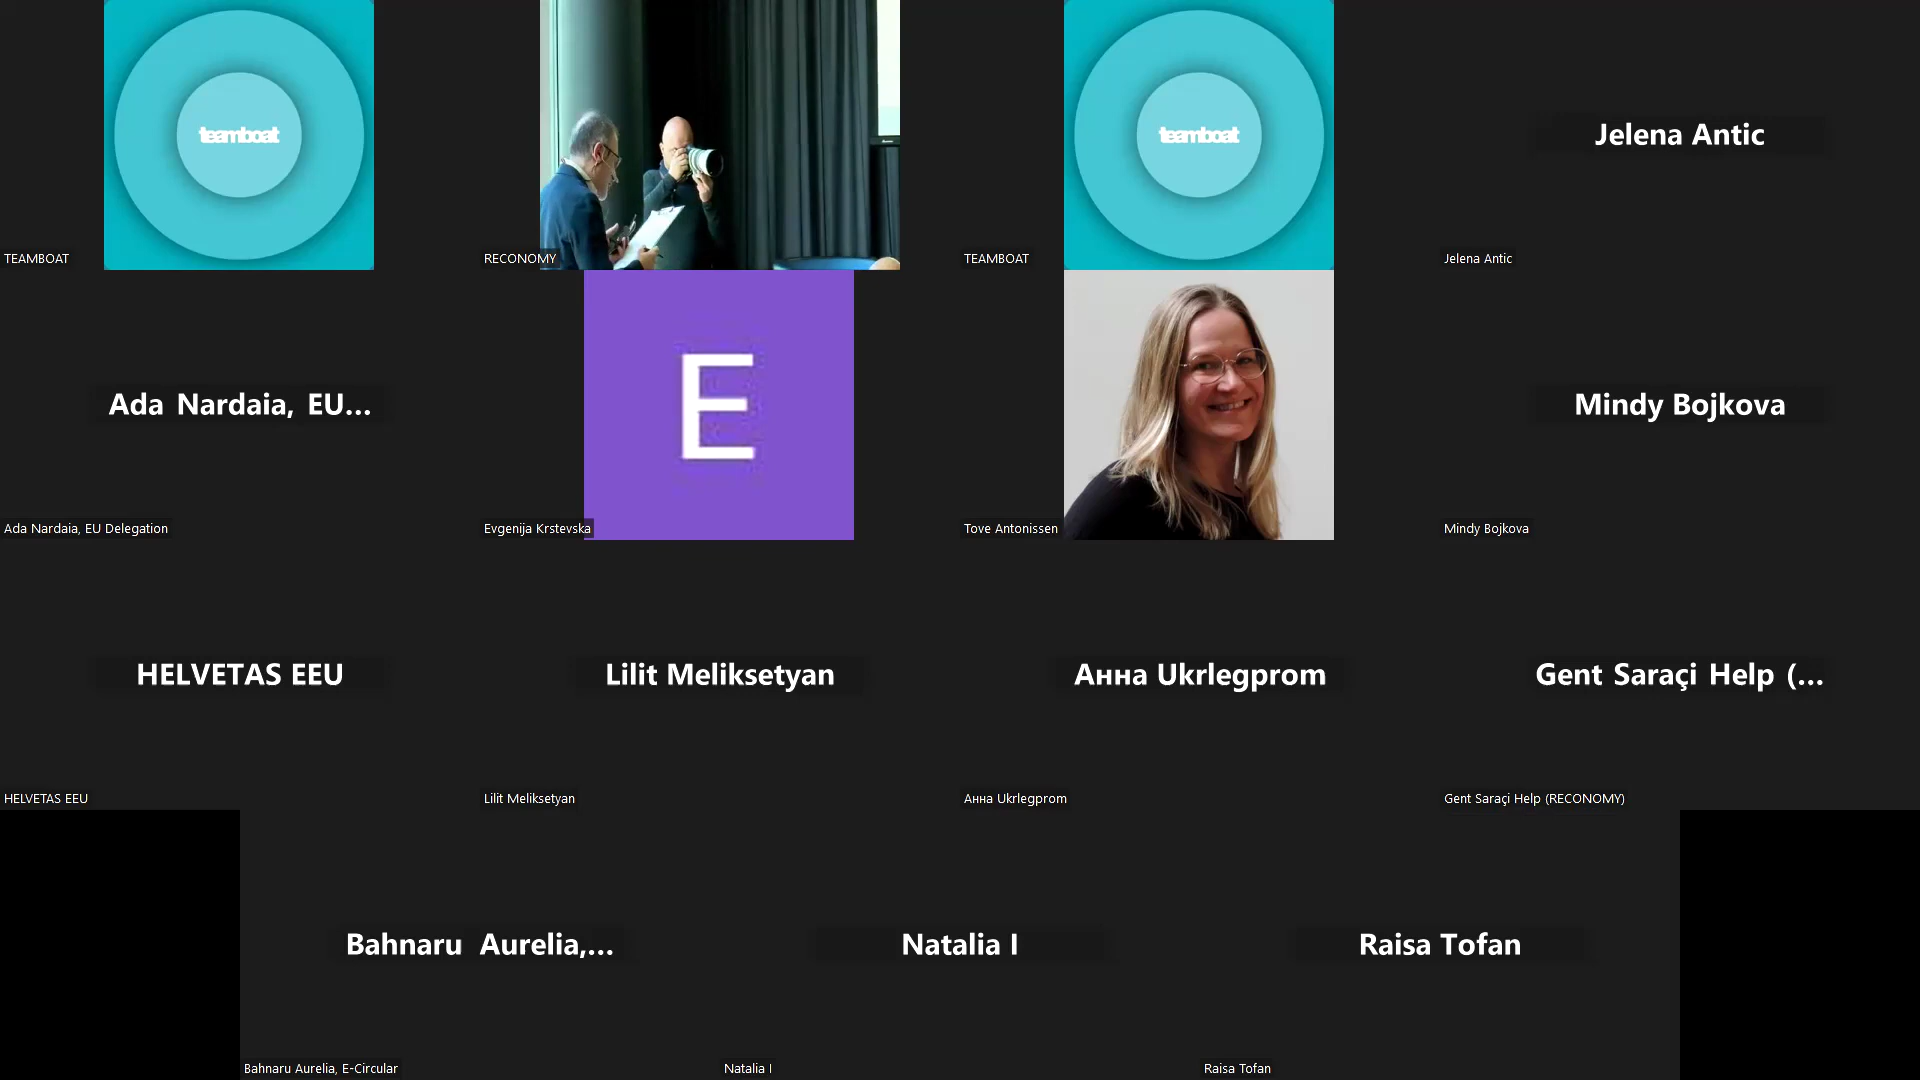 teamboat
TEAMBOAT
RECONOMY
teamboat
TEAMBOAT
Jelena Antic
Jelena Antic
Ada Nardaia, EU...
Ada Nardaia, EU Delegation
E
Evgenija Krstevska
Tove Antonissen
Mindy Bojkova
Mindy Bojkova
HELVETAS EEU
HELVETAS EEU
Lilit Meliksetyan
Lilit Meliksetyan
Анна Ukrlegprom
Анна Ukrlegprom
Gent Saraçi Help (...
Gent Saraçi Help (RECONOMY)
Bahnaru Aurelia,...
Bahnaru Aurelia, E-Circular
Natalia I
Natalia I
Raisa Tofan
Raisa Tofan